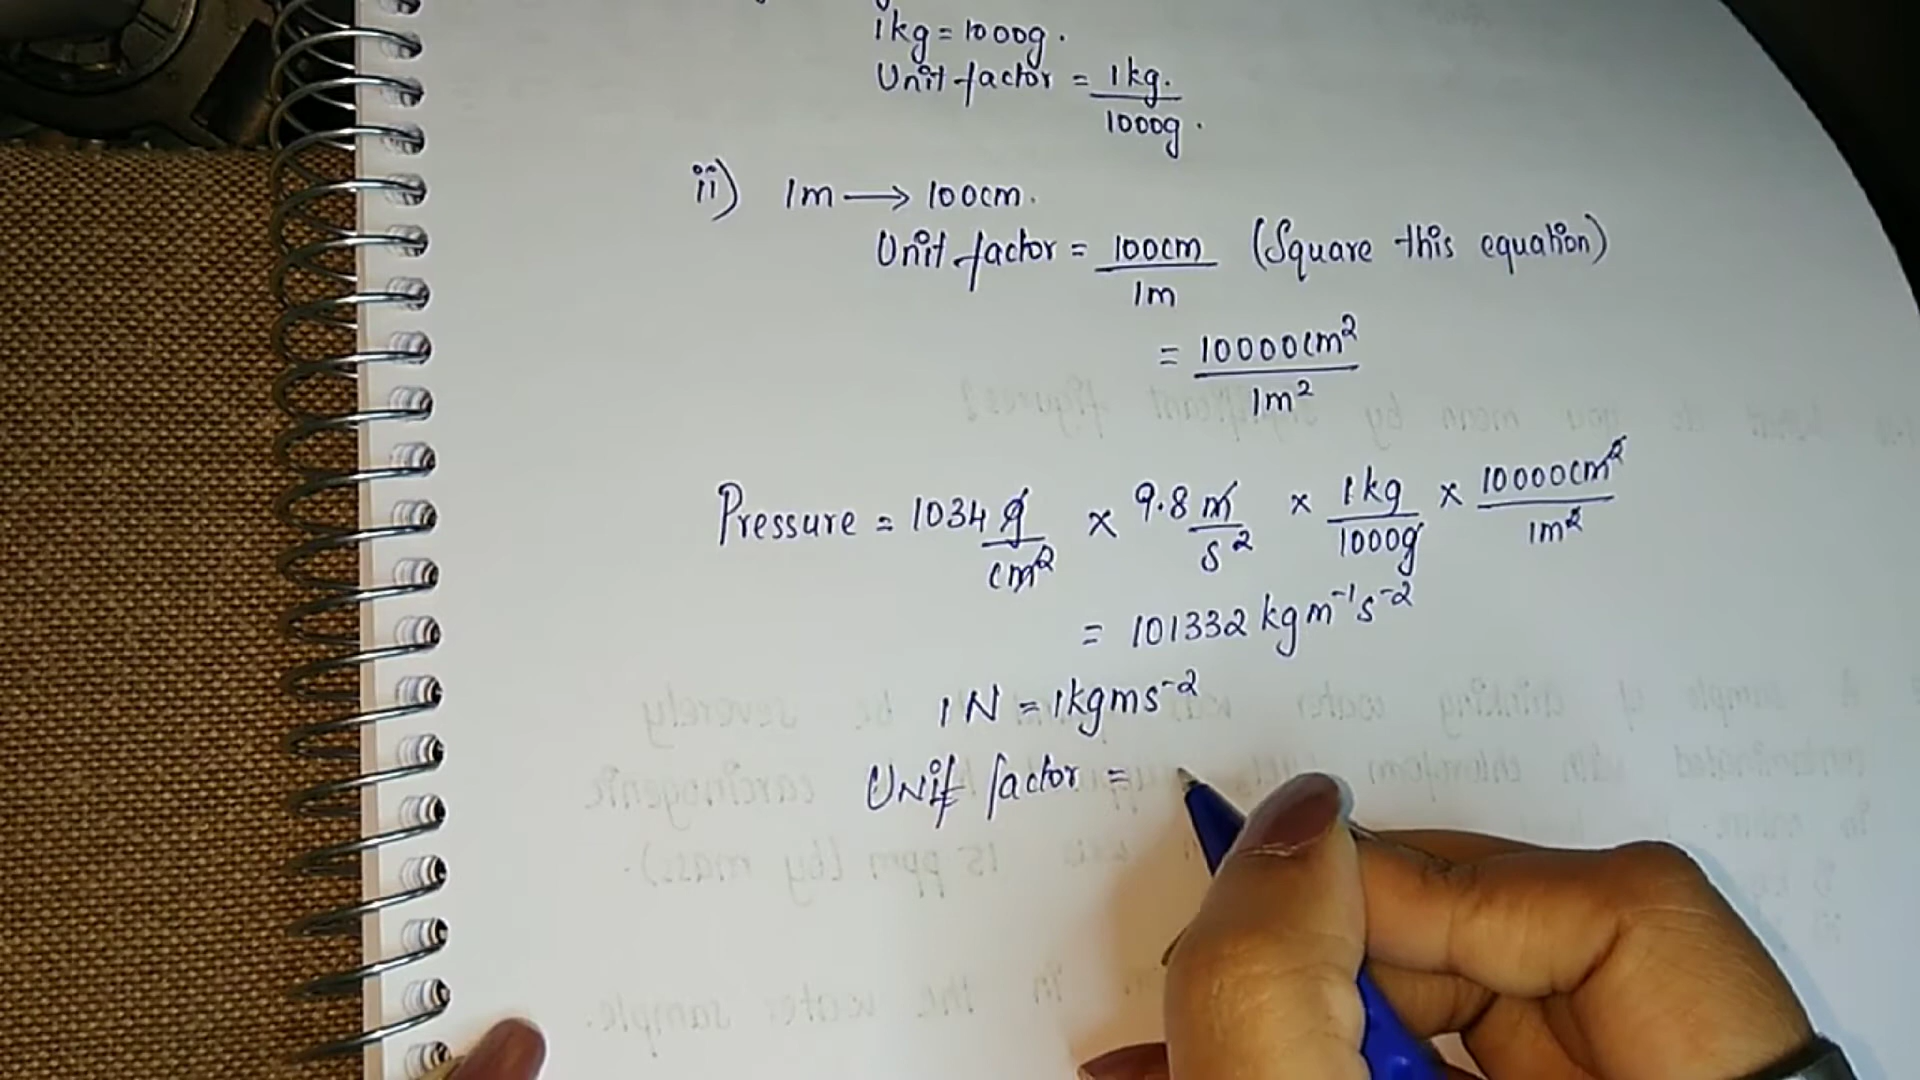 1kg = 1000g.
Unit factor = 1kg. / 1000g.
ii) 1m → 100cm.
Unit factor = 100cm / 1m (Square this equation)
= 10000cm² / 1m²
Pressure = 1034 g / cm² × 9.8 m / s² × 1kg / 1000g × 10000cm² / 1m²
= 101332 kg m⁻¹ s⁻²
1N = 1kgms⁻²
Unit factor =